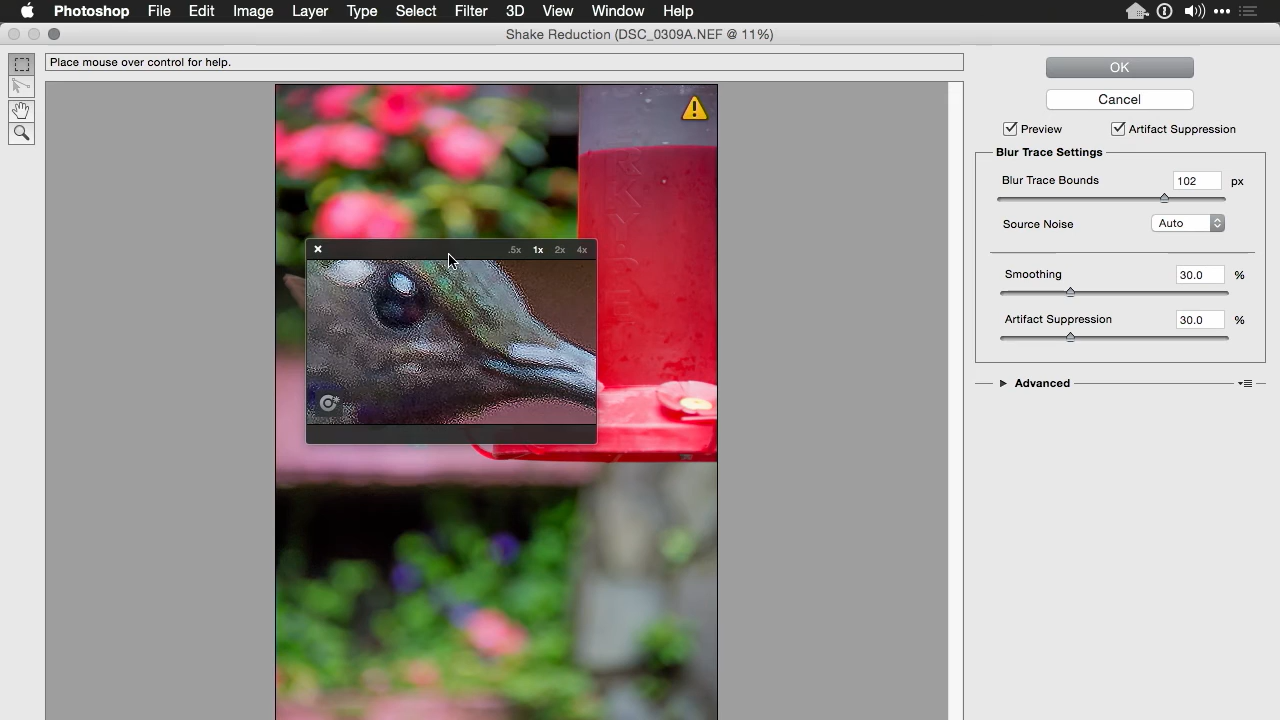 Photoshop File Edit Image Layer Type Select Filter 3D View Window Help
Shake Reduction (DSC_0309A.NEF @ 11%)
Place mouse over control for help.
OK
Cancel
Preview Artifact Suppression
Blur Trace Settings
Blur Trace Bounds 102 px
Source Noise Auto
.5x 1x 2x 4x
Smoothing 30.0 %
Artifact Suppression 30.0 %
Advanced